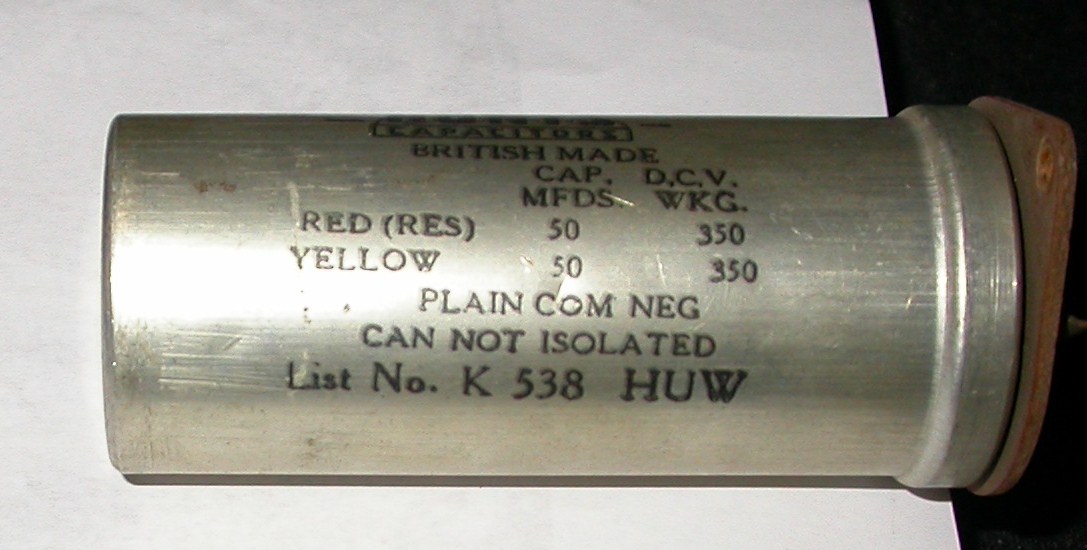 CAPACITORS
BRITISH MADE
CAP. D.C.V.
MFDS. WKG.
RED (RES) 50 350
YELLOW 50 350
PLAIN COM NEG
CAN NOT ISOLATED
List No. K 538 HUW